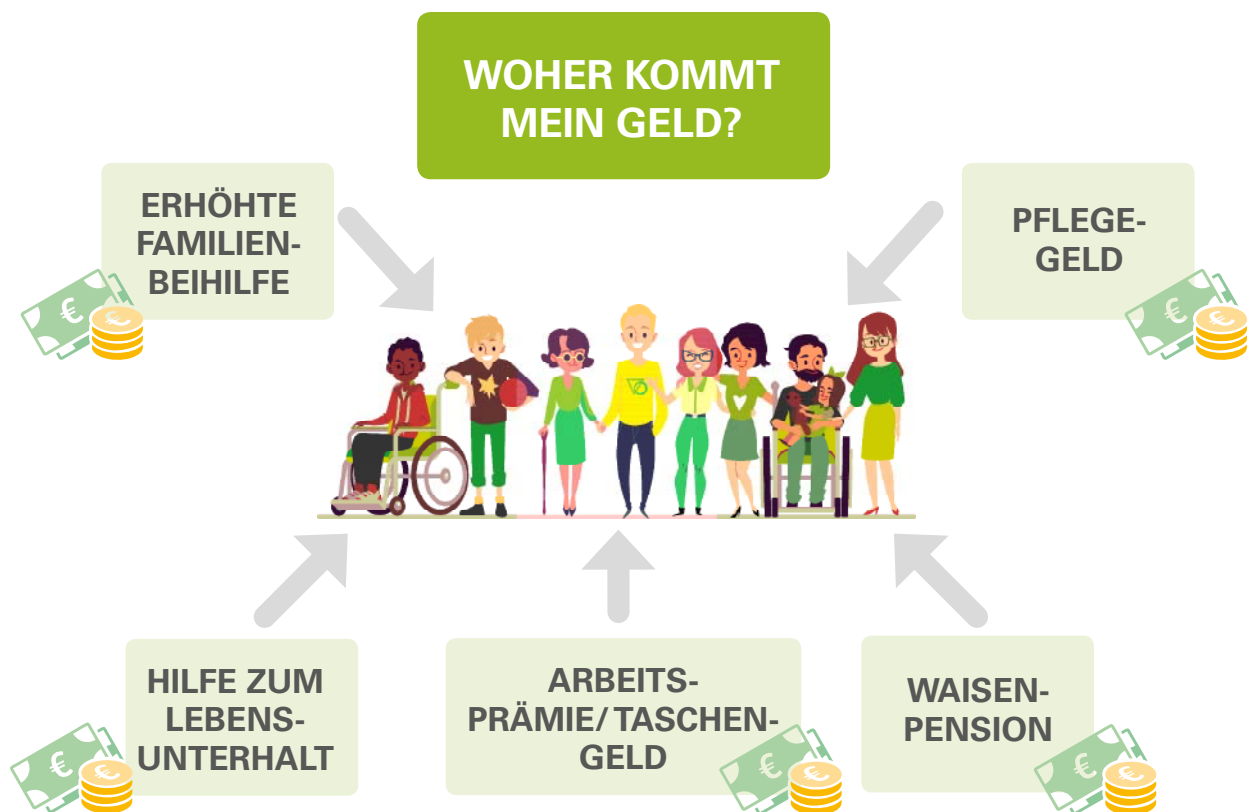 WOHER KOMMT
MEIN GELD?
ERHÖHTE
FAMILIEN-
BEIHILFE
PFLEGE-
GELD
HILFE ZUM
LEBENS-
UNTERHALT
ARBEITS-
PRÄMIE/TASCHEN-
GELD
WAISEN-
PENSION